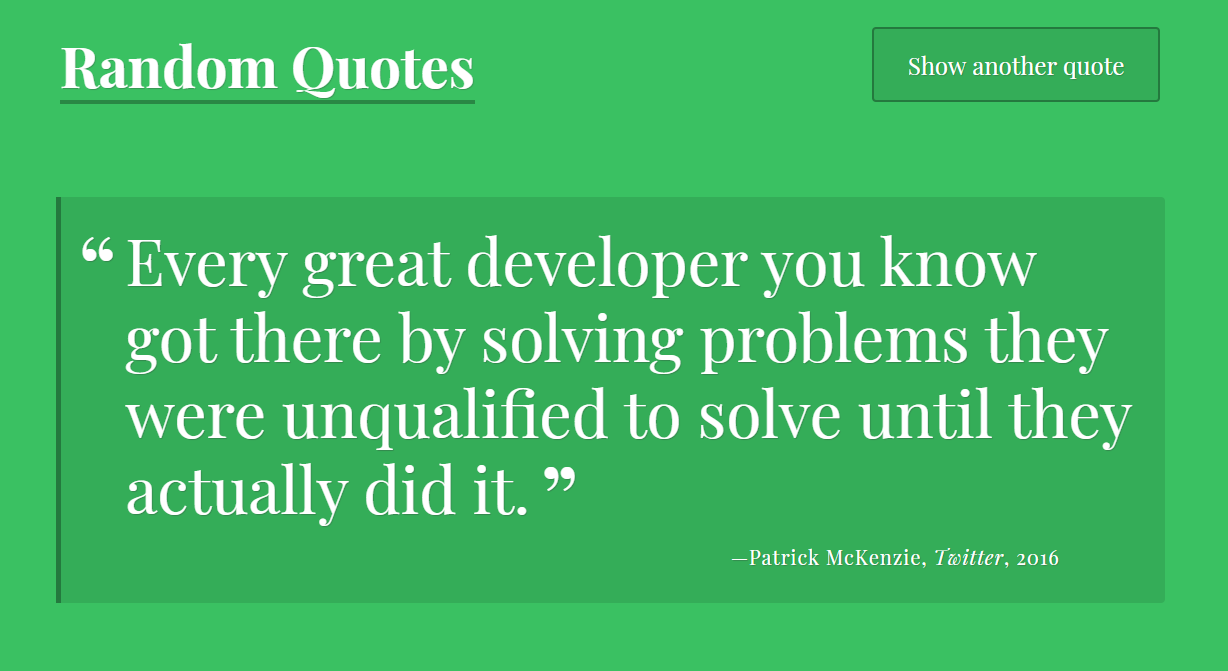 Random Quotes
Show another quote
“ Every great developer you know
got there by solving problems they
were unqualified to solve until they
actually did it. ”
—Patrick McKenzie, Twitter, 2016